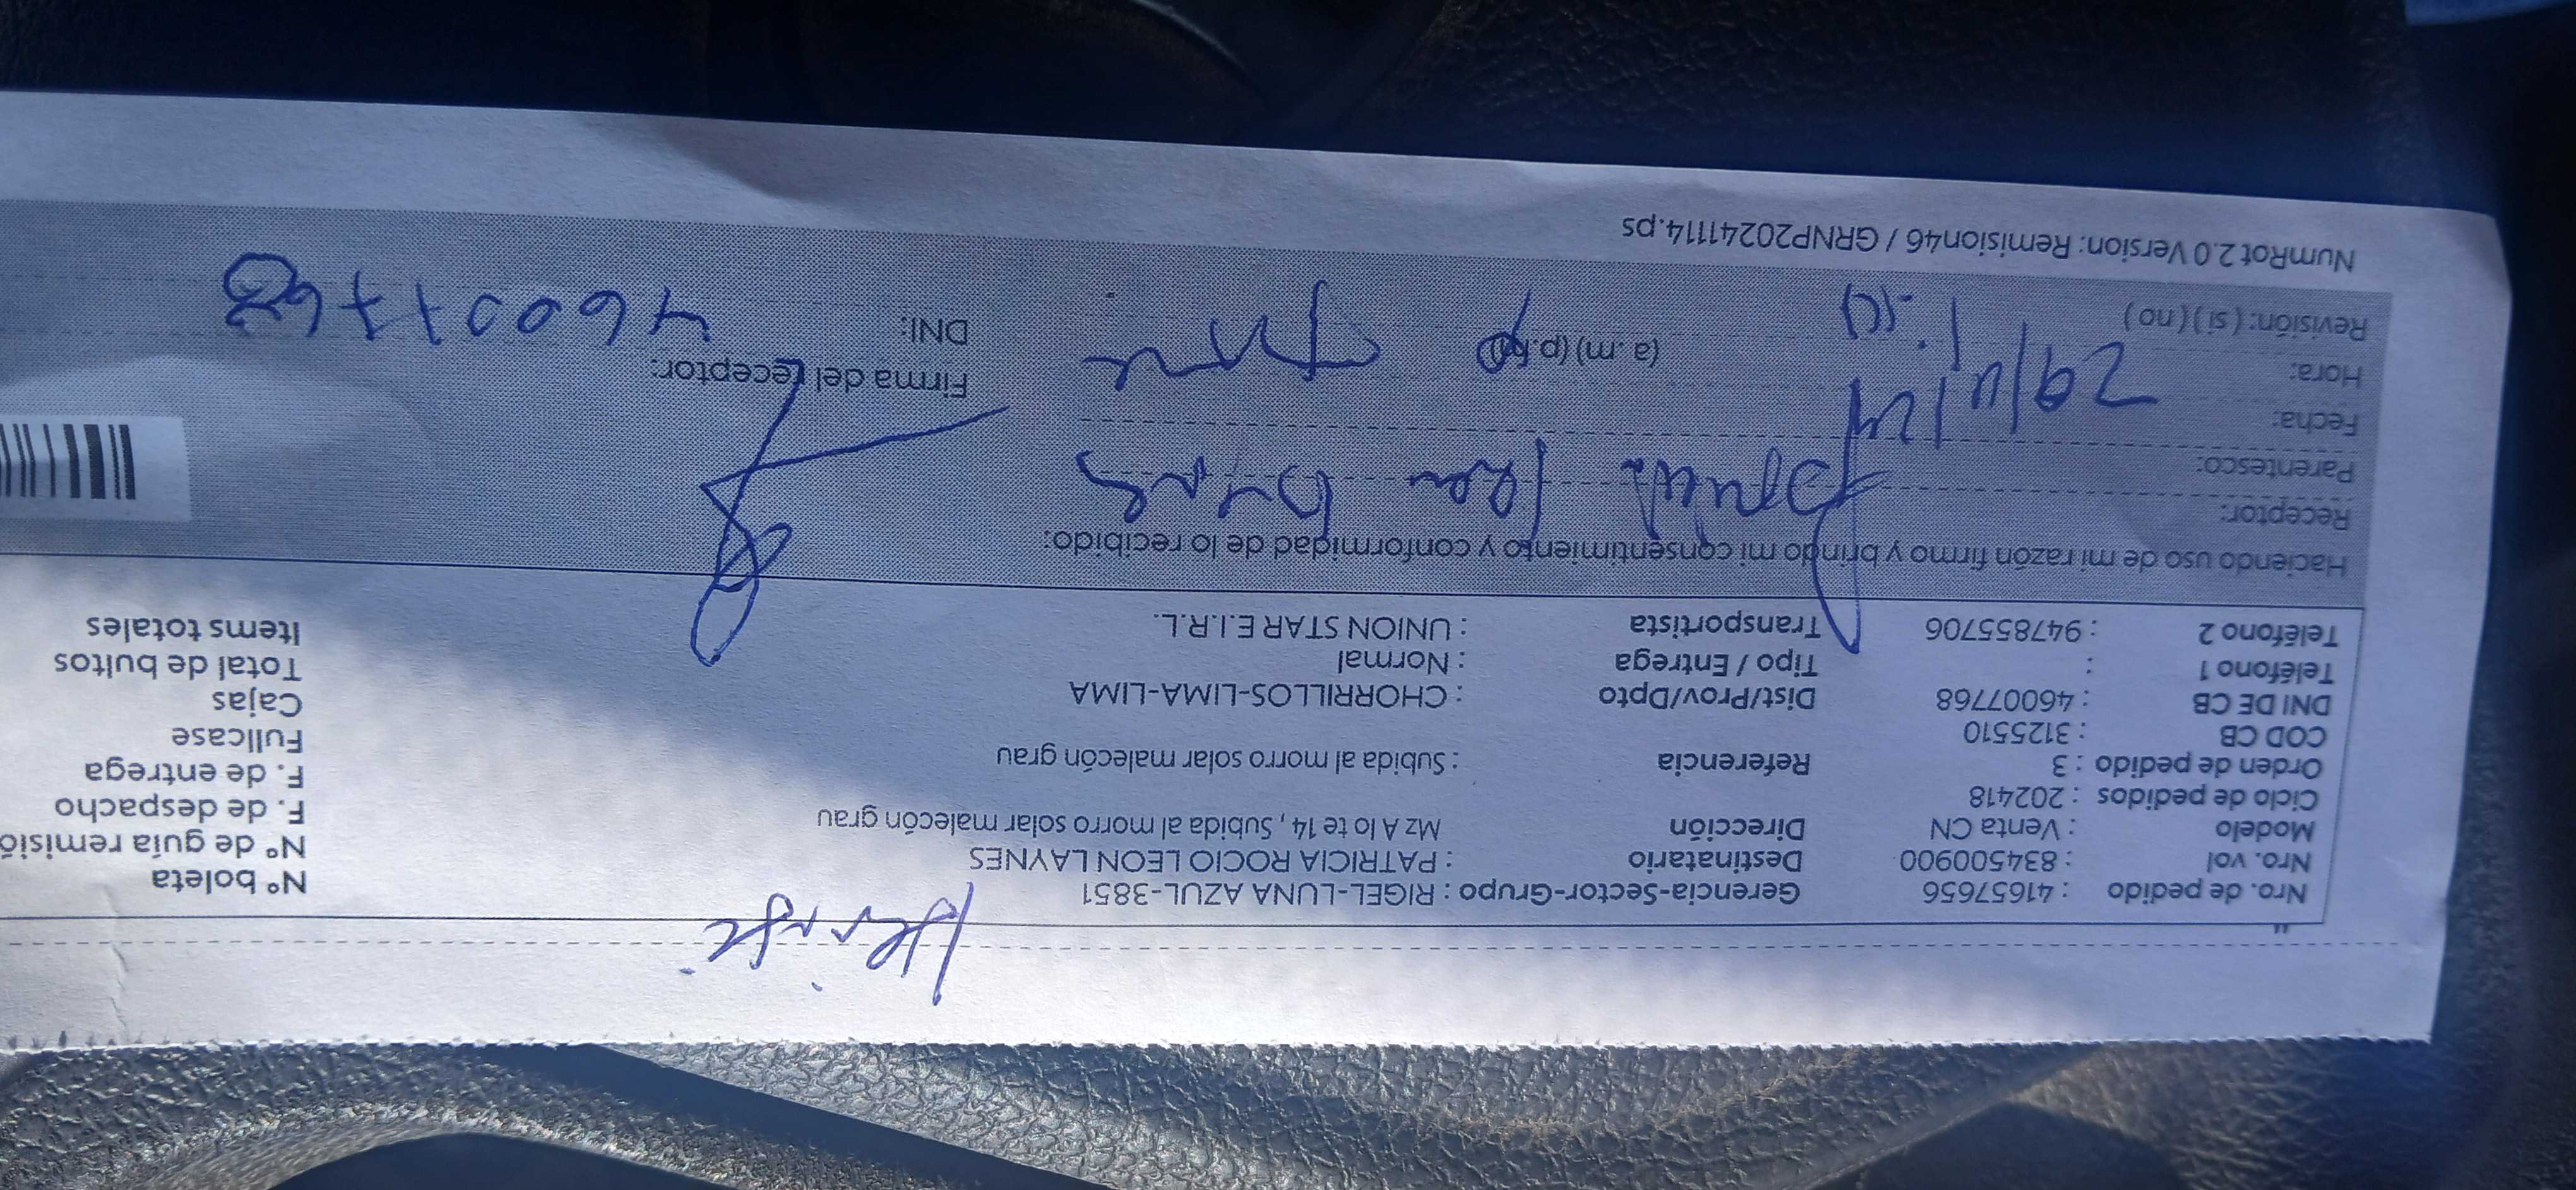 Nro. de pedido : 41657656 Gerencia-Sector-Grupo : RIGEL-LUNA AZUL-3851 N° boleta
Nro. vol : 834500900 Destinatario : PATRICIA ROCIO LEON LAYNES N° de guía remisió
Modelo : Venta CN Dirección Mz A lo te 14 , Subida al morro solar malecón grau F. de despacho
Ciclo de pedidos : 202418 F. de entrega
Orden de pedido : 3 Referencia : Subida al morro solar malecón grau Fullcase
COD CB : 3125510 Cajas
DNI DE CB : 46007768 Dist/Prov/Dpto : CHORRILLOS-LIMA-LIMA Total de bultos
Teléfono 1 : Tipo / Entrega : Normal Items totales
Teléfono 2 : 947855706 Transportista : UNION STAR E.I.R.L.
Haciendo uso de mi razón firmo y brindo mi consentimiento y conformidad de lo recibido:
Receptor:
Parentesco:
Fecha:
Hora: (a .m) (p.m) Firma del receptor:
Revisión: ( si ) ( no ) DNI: 46007768
NumRot 2.0 Version: Remision46 / GRNP20241114.ps